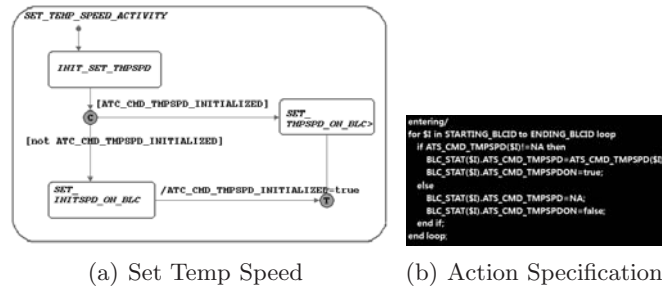 SET_TEMP_SPEED_ACTIVITY
INIT_SET_TMPSPD
[ATC_CMD_TMPSPD_INITIALIZED]
C
SET_
TMPSPD_ON_BLC>
[not ATC_CMD_TMPSPD_INITIALIZED]
SET_
INITSPD_ON_BLC
/ATC_CMD_TMPSPD_INITIALIZED=true
T
entering/
for $I in STARTING_BLCID to ENDING_BLCID loop
if ATS_CMD_TMPSPD($I)!=NA then
BLC_STAT($I).ATS_CMD_TMPSPD=ATS_CMD_TMPSPD($I)
BLC_STAT($I).ATS_CMD_TMPSPDON=true;
else
BLC_STAT($I).ATS_CMD_TMPSPD=NA;
BLC_STAT($I).ATS_CMD_TMPSPDON=false;
end if;
end loop;
(a) Set Temp Speed
(b) Action Specification